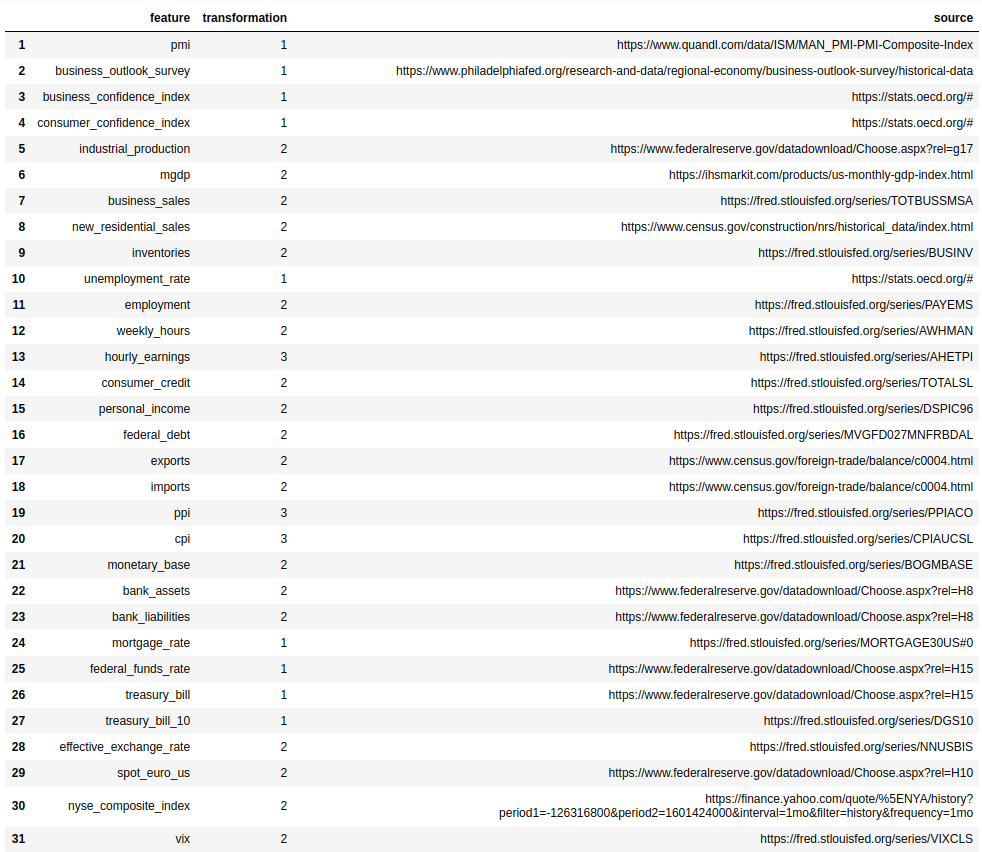 feature transformation source
1 pmi 1 https://www.quandl.com/data/ISM/MAN_PMI-PMI-Composite-Index
2 business_outlook_survey 1 https://www.philadelphiafed.org/research-and-data/regional-economy/business-outlook-survey/historical-data
3 business_confidence_index 1 https://stats.oecd.org/#
4 consumer_confidence_index 1 https://stats.oecd.org/#
5 industrial_production 2 https://www.federalreserve.gov/datadownload/Choose.aspx?rel=g17
6 mgdp 2 https://ihsmarkit.com/products/us-monthly-gdp-index.html
7 business_sales 2 https://fred.stlouisfed.org/series/TOTBUSSMSA
8 new_residential_sales 2 https://www.census.gov/construction/nrs/historical_data/index.html
9 inventories 2 https://fred.stlouisfed.org/series/BUSINV
10 unemployment_rate 1 https://stats.oecd.org/#
11 employment 2 https://fred.stlouisfed.org/series/PAYEMS
12 weekly_hours 2 https://fred.stlouisfed.org/series/AWHMAN
13 hourly_earnings 3 https://fred.stlouisfed.org/series/AHETPI
14 consumer_credit 2 https://fred.stlouisfed.org/series/TOTALSL
15 personal_income 2 https://fred.stlouisfed.org/series/DSPIC96
16 federal_debt 2 https://fred.stlouisfed.org/series/MVGFD027MNFRBDAL
17 exports 2 https://www.census.gov/foreign-trade/balance/c0004.html
18 imports 2 https://www.census.gov/foreign-trade/balance/c0004.html
19 ppi 3 https://fred.stlouisfed.org/series/PPIACO
20 cpi 3 https://fred.stlouisfed.org/series/CPIAUCSL
21 monetary_base 2 https://fred.stlouisfed.org/series/BOGMBASE
22 bank_assets 2 https://www.federalreserve.gov/datadownload/Choose.aspx?rel=H8
23 bank_liabilities 2 https://www.federalreserve.gov/datadownload/Choose.aspx?rel=H8
24 mortgage_rate 1 https://fred.stlouisfed.org/series/MORTGAGE30US#0
25 federal_funds_rate 1 https://www.federalreserve.gov/datadownload/Choose.aspx?rel=H15
26 treasury_bill 1 https://www.federalreserve.gov/datadownload/Choose.aspx?rel=H15
27 treasury_bill_10 1 https://fred.stlouisfed.org/series/DGS10
28 effective_exchange_rate 2 https://fred.stlouisfed.org/series/NNUSBIS
29 spot_euro_us 2 https://www.federalreserve.gov/datadownload/Choose.aspx?rel=H10
30 nyse_composite_index 2 https://finance.yahoo.com/quote/%5ENYA/history?
period1=-126316800&period2=1601424000&interval=1mo&filter=history&frequency=1mo
31 vix 2 https://fred.stlouisfed.org/series/VIXCLS